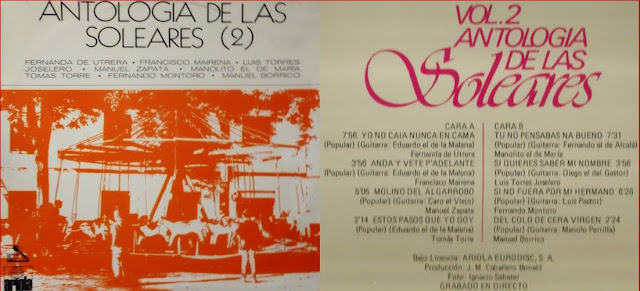 ANTOLOGIA DE LAS
SOLEARES (2)
FERNANDA DE UTRERA • FRANCISCO MAIRENA • LUIS TORRES
JOSELERO • MANUEL ZAPATA • MANOLITO EL DE MARIA
TOMAS TORRE • FERNANDO MONTORO • MANUEL BORRICO
ariola
VOL. 2
ANTOLOGIA
DE LAS
Soleares
CARA A
7'56 YO NO CAIA NUNCA EN CAMA
(Popular) (Guitarra: Eduardo el de la Malena)
Fernanda de Utrera
3'56 ANDA Y VETE P'ADELANTE
(Popular) (Guitarra: Eduardo el de la Malena)
Francisco Mairena
5'05 MOLINO DEL ALGARROBO
(Popular) (Guitarra: Caro el Viejo)
Manuel Zapata
3'14 ESTOS PASOS QUE YO DOY
(Popular) (Eduardo el de la Malena)
Tomás Torre
CARA B
TU NO PENSABAS NA BUENO 7'31
(Popular) (Guitarra: Fernando el de Alcalá)
Manolito el de María
SI QUIERES SABER MI NOMBRE 3'56
(Popular) (Guitarra: Diego el del Gastor)
Luis Torres Joselero
SI NO FUERA POR MI HERMANO 6'26
(Popular) (Guitarra: Luis Pastor)
Fernando Montoro
DEL COLO DE CERA VIRGEN 2'24
(Popular) (Guitarra: Manolo Parrilla)
Manuel Borrico
Bajo Licencia: ARIOLA EURODISC, S. A.
Producción: J. M. Caballero Bonald
Foto: Ignacio Sabater
GRABADO EN DIRECTO